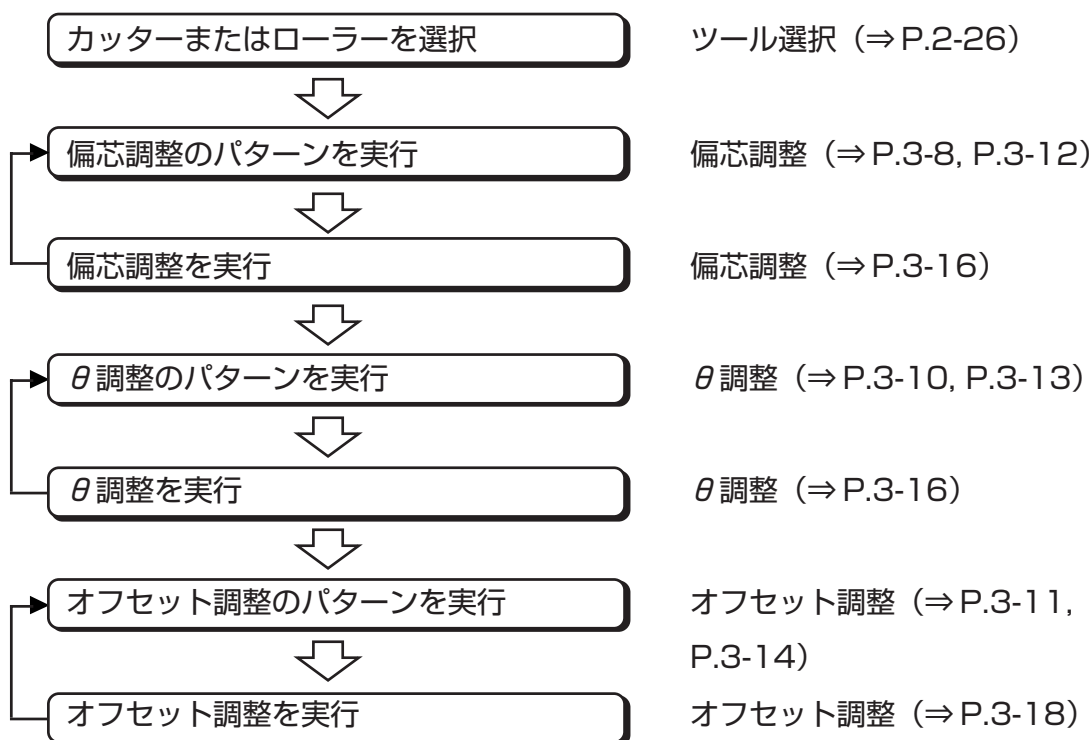 カッターまたはローラーを選択 ツール選択（⇒P.2-26）
偏芯調整のパターンを実行 偏芯調整（⇒P.3-8, P.3-12）
偏芯調整を実行 偏芯調整（⇒P.3-16）
θ調整のパターンを実行 θ調整（⇒P.3-10, P.3-13）
θ調整を実行 θ調整（⇒P.3-16）
オフセット調整のパターンを実行 オフセット調整（⇒P.3-11,
P.3-14）
オフセット調整を実行 オフセット調整（⇒P.3-18）